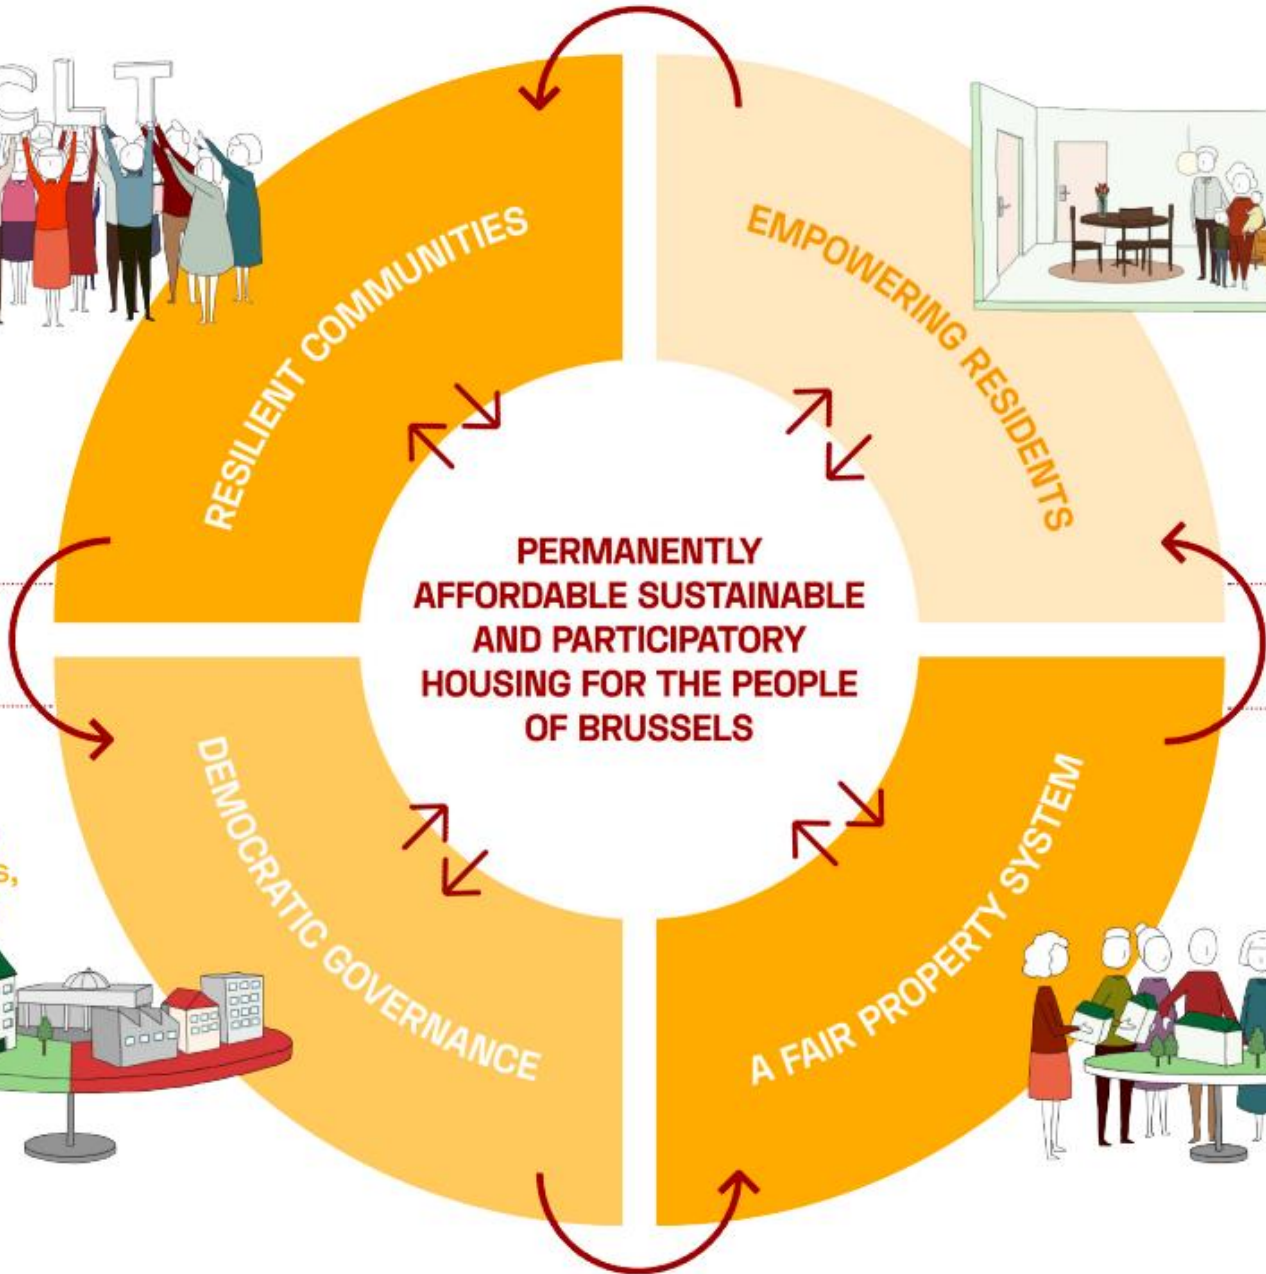 CLT
RESILIENT COMMUNITIES
EMPOWERING RESIDENTS
PERMANENTLY
AFFORDABLE SUSTAINABLE
AND PARTICIPATORY
HOUSING FOR THE PEOPLE
OF BRUSSELS
DEMOCRATIC GOVERNANCE
A FAIR PROPERTY SYSTEM